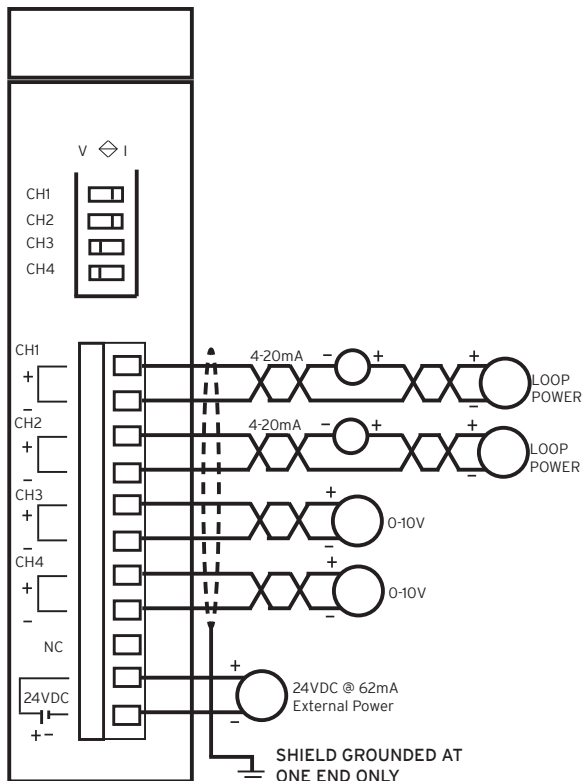 V I
CH1
CH2
CH3
CH4
CH1
+
-
4-20mA
- +
+
-
LOOP
POWER
CH2
+
-
4-20mA
- +
+
-
LOOP
POWER
CH3
+
-
+
-
0-10V
CH4
+
-
+
-
0-10V
NC
24VDC
+ -
+
-
24VDC @ 62mA
External Power
SHIELD GROUNDED AT
ONE END ONLY